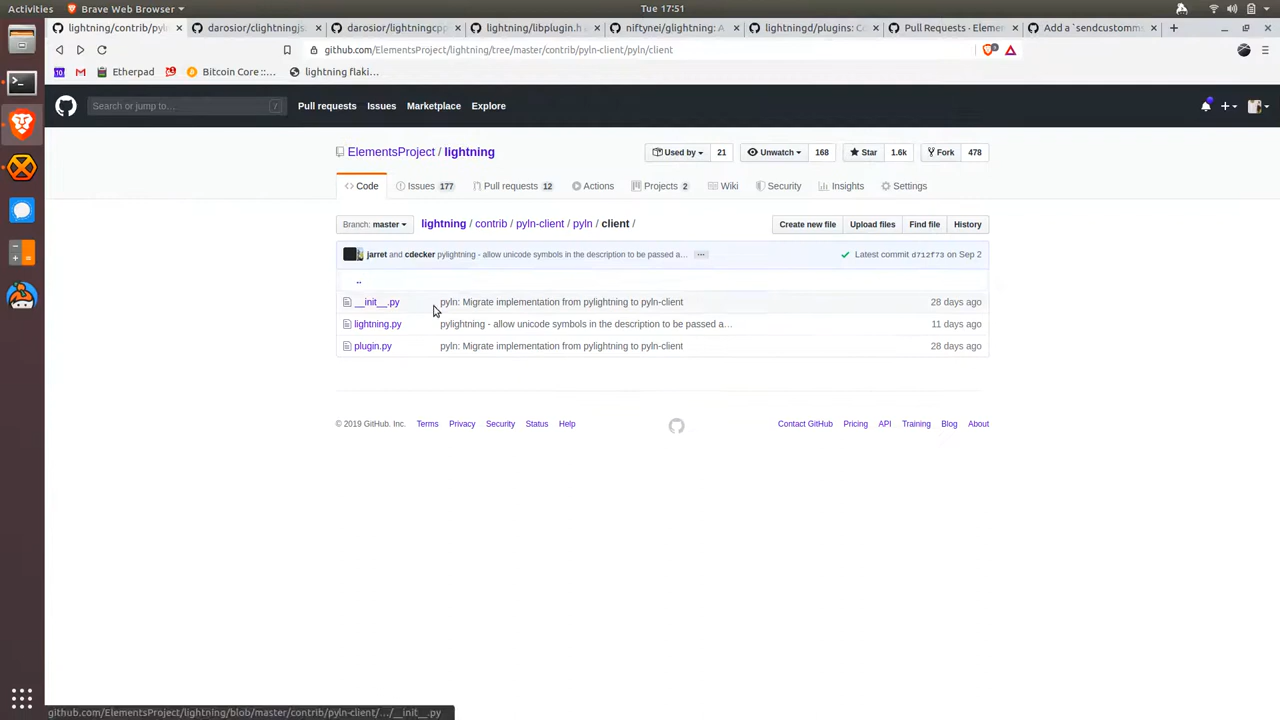 Activities
Brave Web Browser
Tue 17:51
lightning/contrib/pyln
darosior/clightningjs
darosior/lightningcpp
lightning/libplugin.h
niftynei/glightning: A
lightningd/plugins: C
Pull Requests · Eleme
Add a `sendcustomms
github.com/ElementsProject/lightning/tree/master/contrib/pyln-client/pyln/client
Etherpad
Bitcoin Core ::…
lightning flaki…
Search or jump to…
/
Pull requests
Issues
Marketplace
Explore
ElementsProject / lightning
Used by 21
Unwatch 168
Star 1.6k
Fork 478
Code
Issues 177
Pull requests 12
Actions
Projects 2
Wiki
Security
Insights
Settings
Branch: master
lightning / contrib / pyln-client / pyln / client /
Create new file
Upload files
Find file
History
jarret and cdecker pylightning - allow unicode symbols in the description to be passed a… …
Latest commit d712f73 on Sep 2
..
__init__.py pyln: Migrate implementation from pylightning to pyln-client 28 days ago
lightning.py pylightning - allow unicode symbols in the description to be passed a… 11 days ago
plugin.py pyln: Migrate implementation from pylightning to pyln-client 28 days ago
© 2019 GitHub, Inc.
Terms
Privacy
Security
Status
Help
Contact GitHub
Pricing
API
Training
Blog
About
github.com/ElementsProject/lightning/blob/master/contrib/pyln-client/…/__init__.py